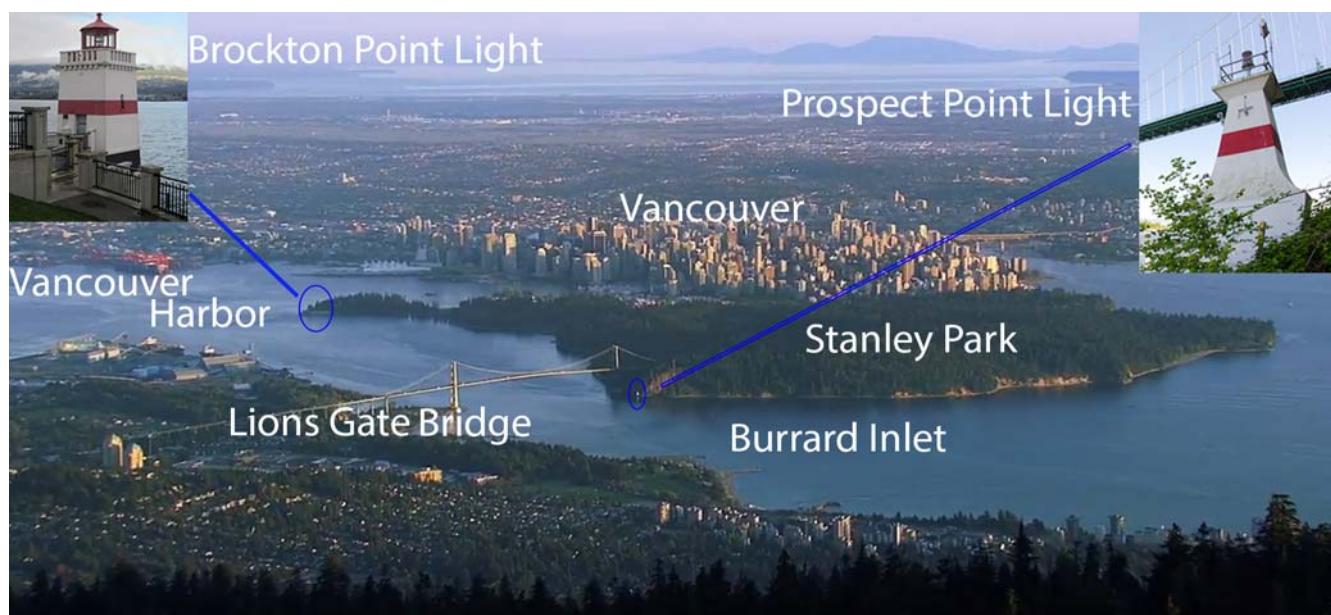 Brockton Point Light
Prospect Point Light
Vancouver
Vancouver
Harbor
Stanley Park
Lions Gate Bridge
Burrard Inlet